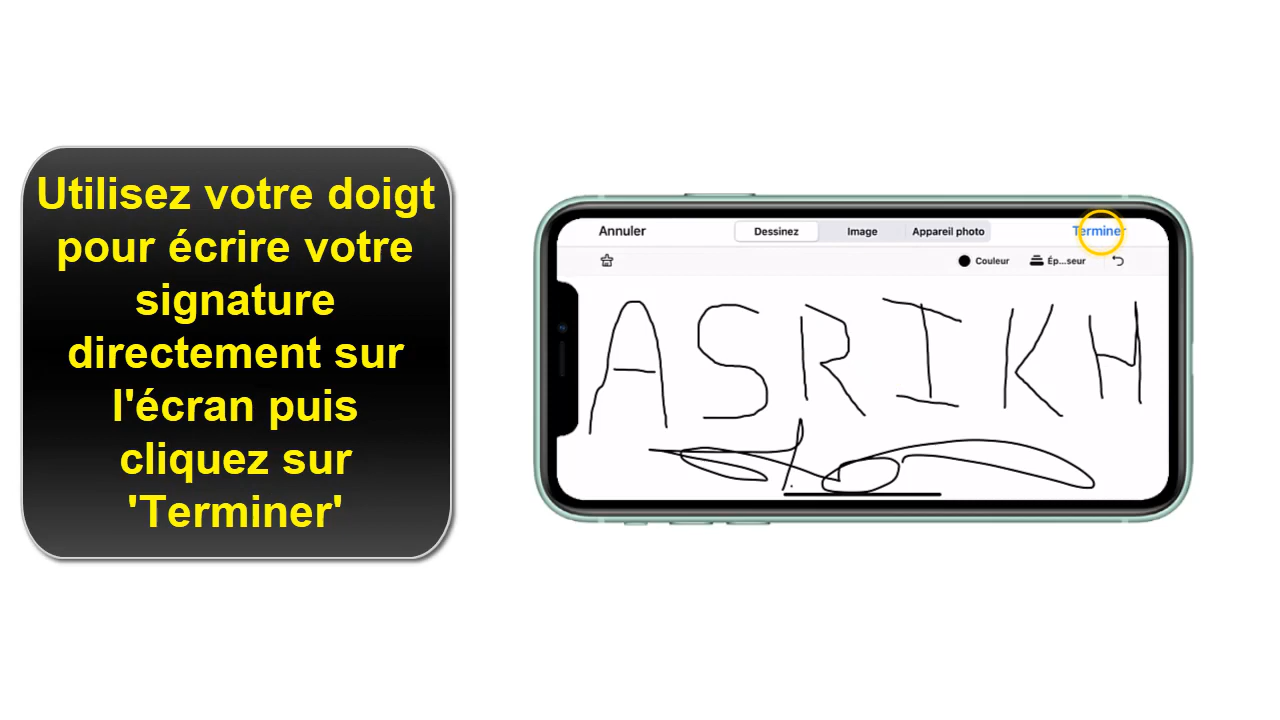 Utilisez votre doigt
pour écrire votre
signature
directement sur
l'écran puis
cliquez sur
'Terminer'
Annuler
Dessinez
Image
Appareil photo
Terminer
Couleur
Ép...seur
ASRIKH